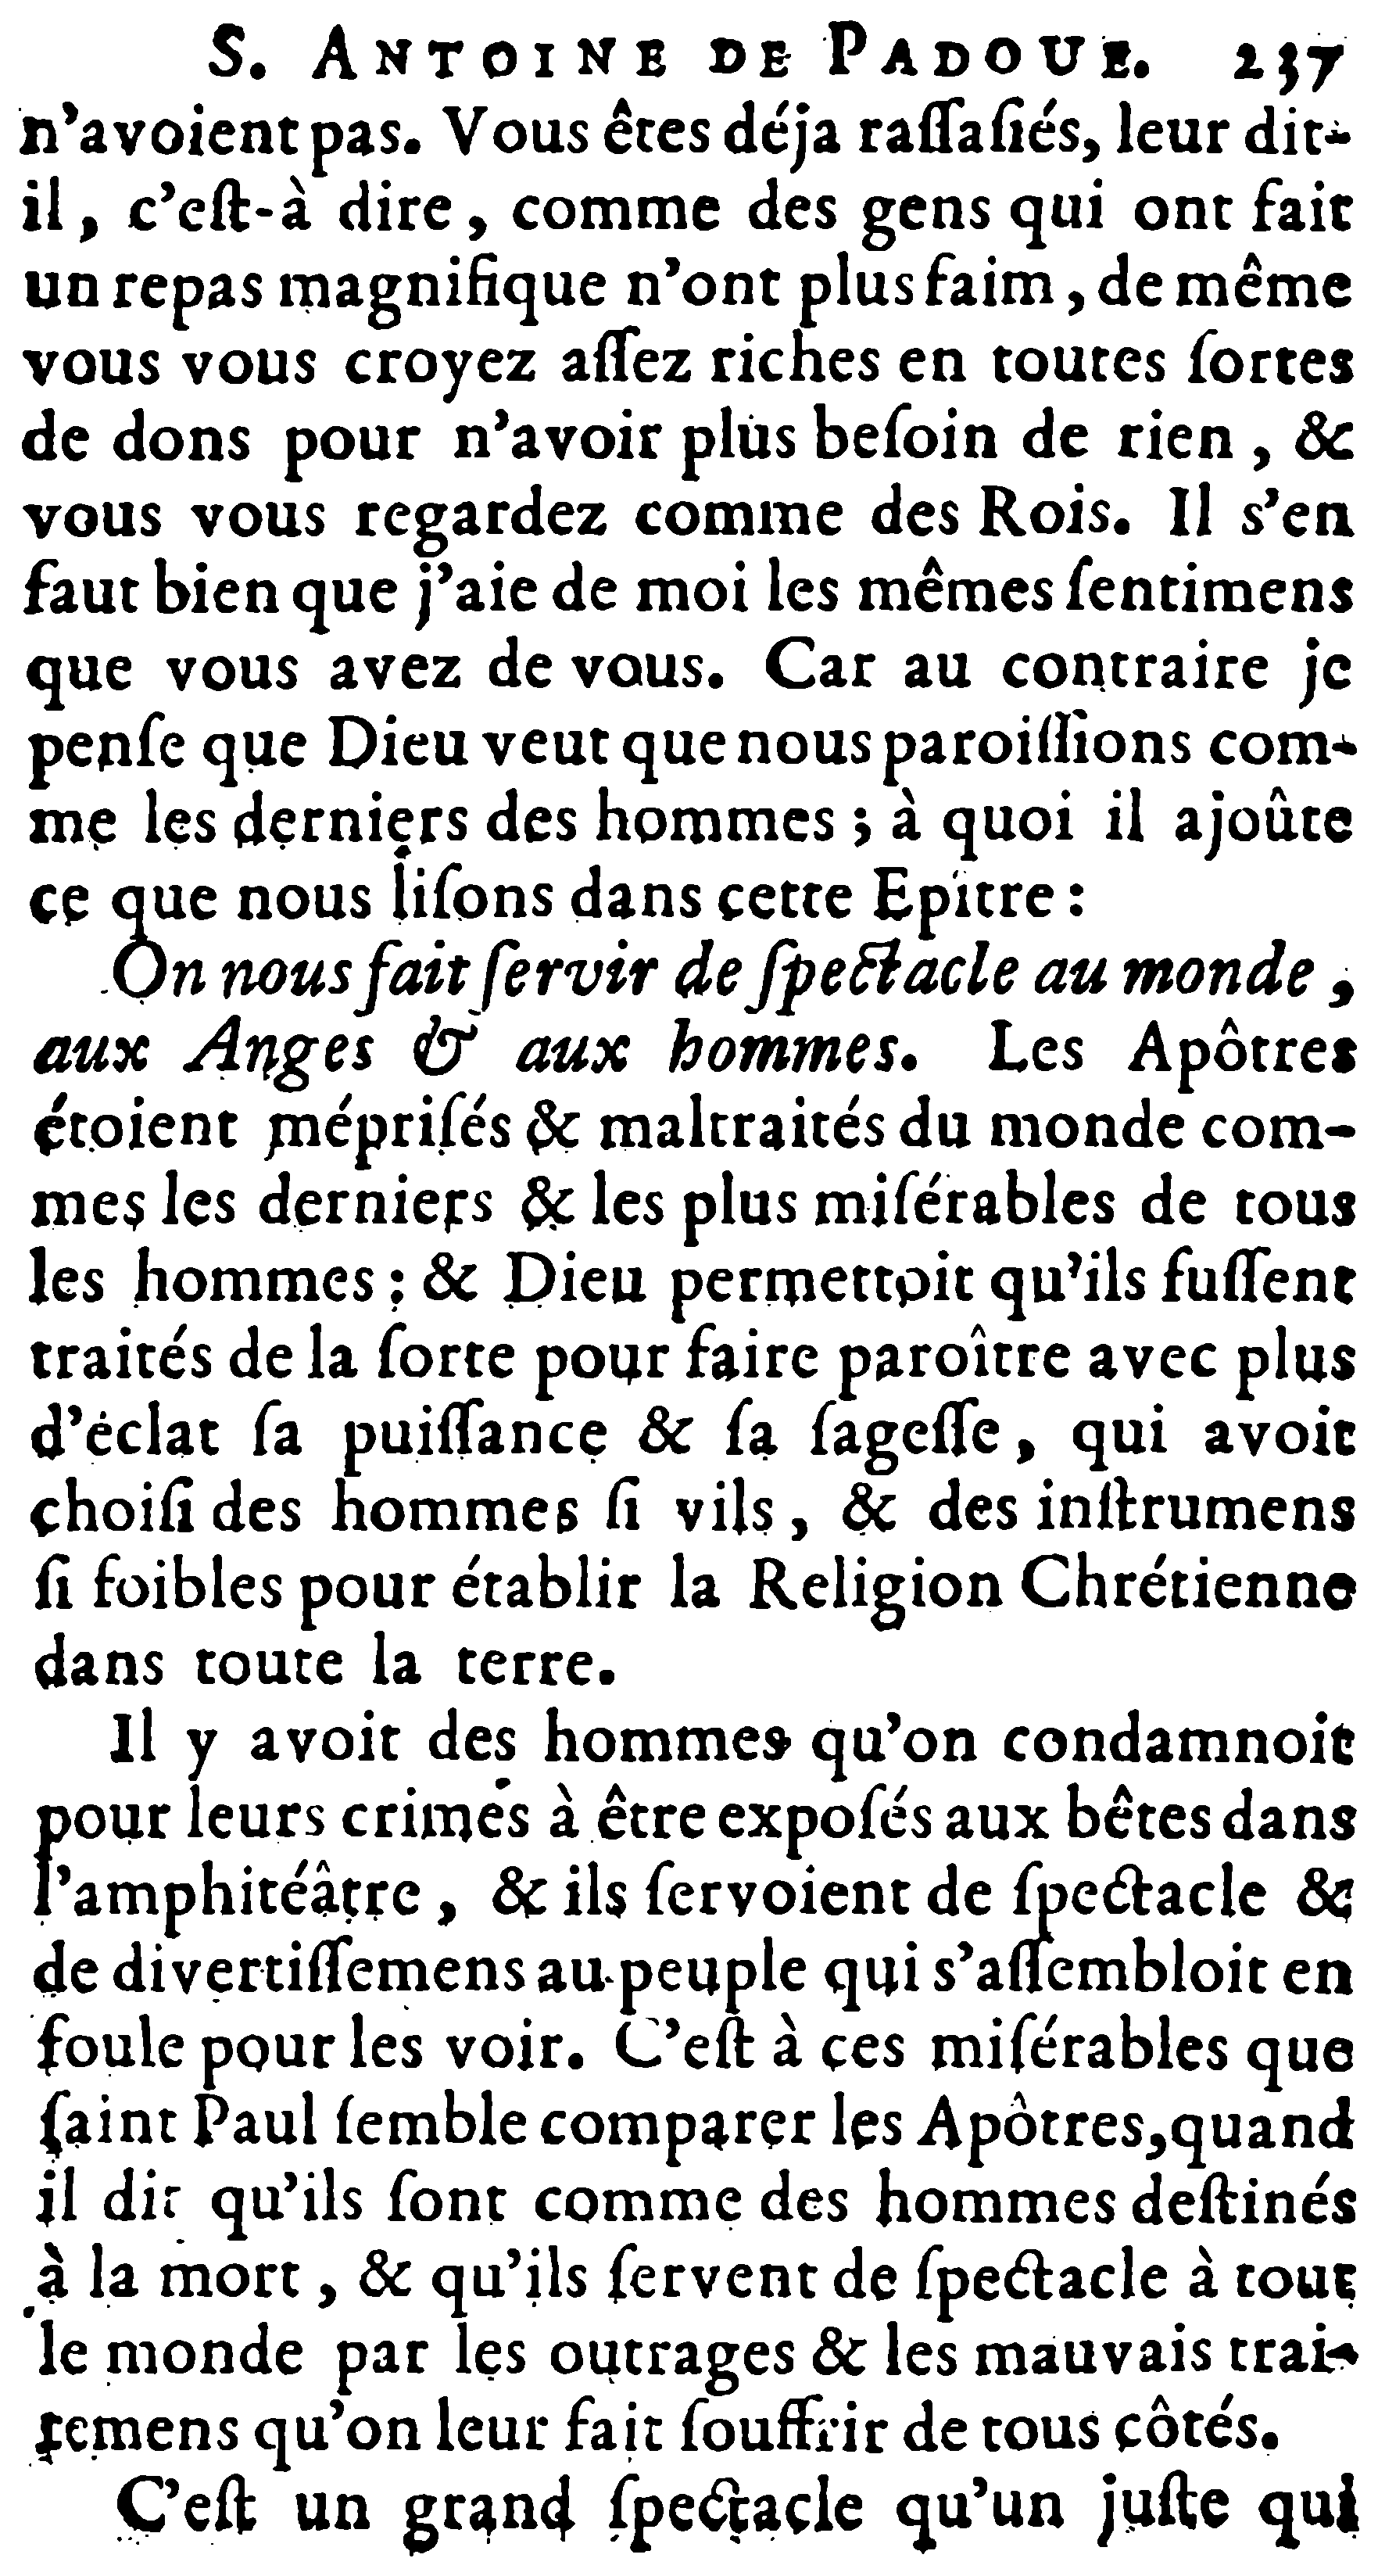 S. ANTOINE DE PADOUE. 237
n'avoient pas. Vous êtes déja raſſaſiés, leur dit-
il, c'eſt-à dire, comme des gens qui ont fait
un repas magnifique n'ont plus faim, de même
vous vous croyez aſſez riches en toutes ſortes
de dons pour n'avoir plus beſoin de rien, &
vous vous regardez comme des Rois. Il s'en
faut bien que j'aie de moi les mêmes ſentimens
que vous avez de vous. Car au contraire je
penſe que Dieu veut que nous paroiſſions com-
me les derniers des hommes; à quoi il ajoûte
ce que nous liſons dans cette Epitre:
On nous fait ſervir de ſpectacle au monde,
aux Anges & aux hommes. Les Apôtres
étoient mépriſés & maltraités du monde com-
mes les derniers & les plus miſérables de tous
les hommes: & Dieu permettoit qu'ils fuſſent
traités de la ſorte pour faire paroître avec plus
d'éclat ſa puiſſance & ſa ſageſſe, qui avoit
choiſi des hommes ſi vils, & des inſtrumens
ſi foibles pour établir la Religion Chrétienne
dans toute la terre.
Il y avoit des hommes qu'on condamnoit
pour leurs crimes à être expoſés aux bêtes dans
l'amphitéâtre, & ils ſervoient de ſpectacle &
de divertiſſemens au peuple qui s'aſſembloit en
foule pour les voir. C'eſt à ces miſérables que
ſaint Paul ſemble comparer les Apôtres, quand
il dit qu'ils ſont comme des hommes deſtinés
à la mort, & qu'ils ſervent de ſpectacle à tout
le monde par les outrages & les mauvais trai-
temens qu'on leur fait ſouffrir de tous côtés.
C'eſt un grand ſpectacle qu'un juſte qui